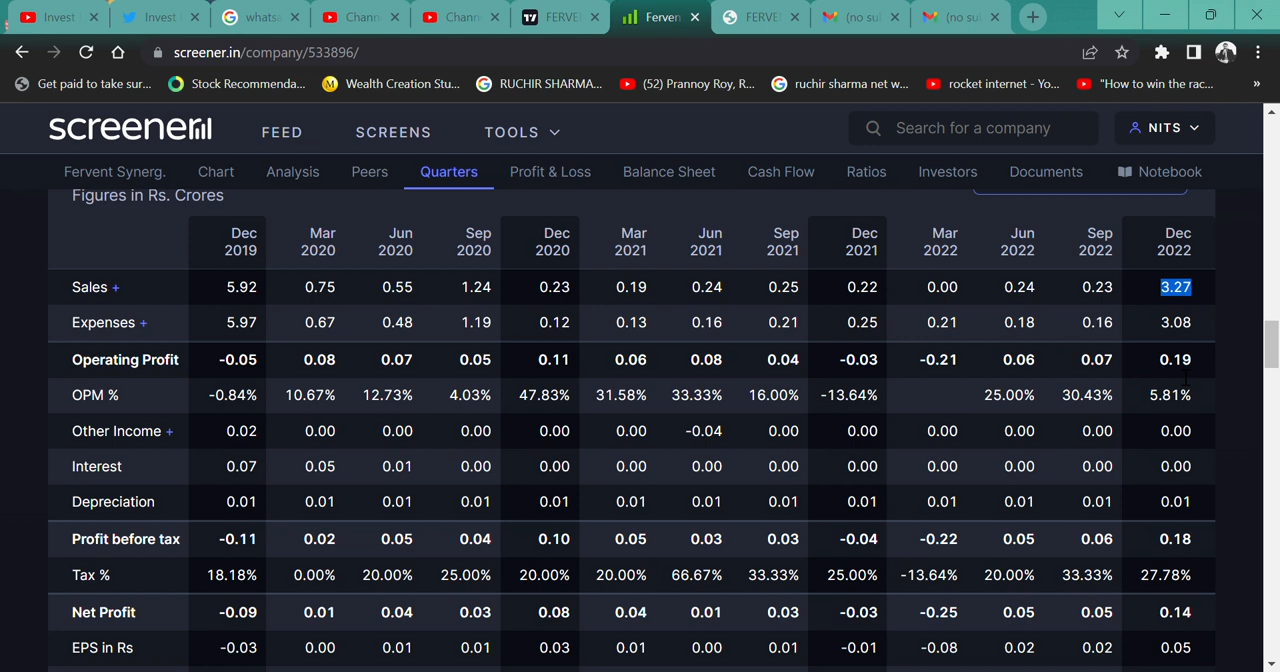 Invest
Invest
whats
Chann
Chann
FERVE
Ferven
FERVE
(no su
(no su
screener.in/company/533896/
Get paid to take sur... Stock Recommenda... M Wealth Creation Stu... RUCHIR SHARMA... (52) Prannoy Roy, R... ruchir sharma net w... rocket internet - Yo... "How to win the rac... »
screener FEED SCREENS TOOLS Search for a company NITS
Fervent Synerg. Chart Analysis Peers Quarters Profit & Loss Balance Sheet Cash Flow Ratios Investors Documents Notebook
Figures in Rs. Crores
Dec 2019 Mar 2020 Jun 2020 Sep 2020 Dec 2020 Mar 2021 Jun 2021 Sep 2021 Dec 2021 Mar 2022 Jun 2022 Sep 2022 Dec 2022
Sales + 5.92 0.75 0.55 1.24 0.23 0.19 0.24 0.25 0.22 0.00 0.24 0.23 3.27
Expenses + 5.97 0.67 0.48 1.19 0.12 0.13 0.16 0.21 0.25 0.21 0.18 0.16 3.08
Operating Profit -0.05 0.08 0.07 0.05 0.11 0.06 0.08 0.04 -0.03 -0.21 0.06 0.07 0.19
OPM % -0.84% 10.67% 12.73% 4.03% 47.83% 31.58% 33.33% 16.00% -13.64% 25.00% 30.43% 5.81%
Other Income + 0.02 0.00 0.00 0.00 0.00 0.00 -0.04 0.00 0.00 0.00 0.00 0.00 0.00
Interest 0.07 0.05 0.01 0.00 0.00 0.00 0.00 0.00 0.00 0.00 0.00 0.00 0.00
Depreciation 0.01 0.01 0.01 0.01 0.01 0.01 0.01 0.01 0.01 0.01 0.01 0.01 0.01
Profit before tax -0.11 0.02 0.05 0.04 0.10 0.05 0.03 0.03 -0.04 -0.22 0.05 0.06 0.18
Tax % 18.18% 0.00% 20.00% 25.00% 20.00% 20.00% 66.67% 33.33% 25.00% -13.64% 20.00% 33.33% 27.78%
Net Profit -0.09 0.01 0.04 0.03 0.08 0.04 0.01 0.03 -0.03 -0.25 0.05 0.05 0.14
EPS in Rs -0.03 0.00 0.01 0.01 0.03 0.01 0.00 0.01 -0.01 -0.08 0.02 0.02 0.05